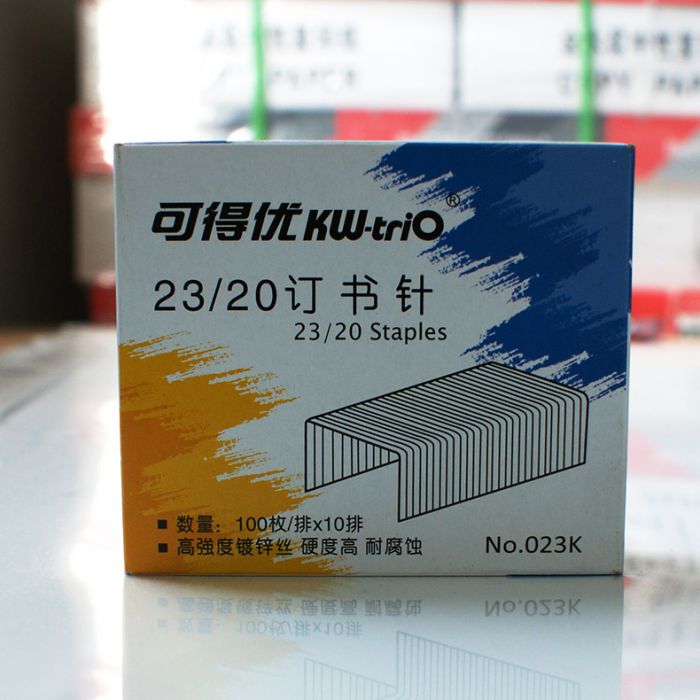 可得优KW-triO®
23/20订书针
23/20 Staples
■ 数量：100枚/排x10排
■ 高強度镀锌丝 硬度高 耐腐蚀
No.023K